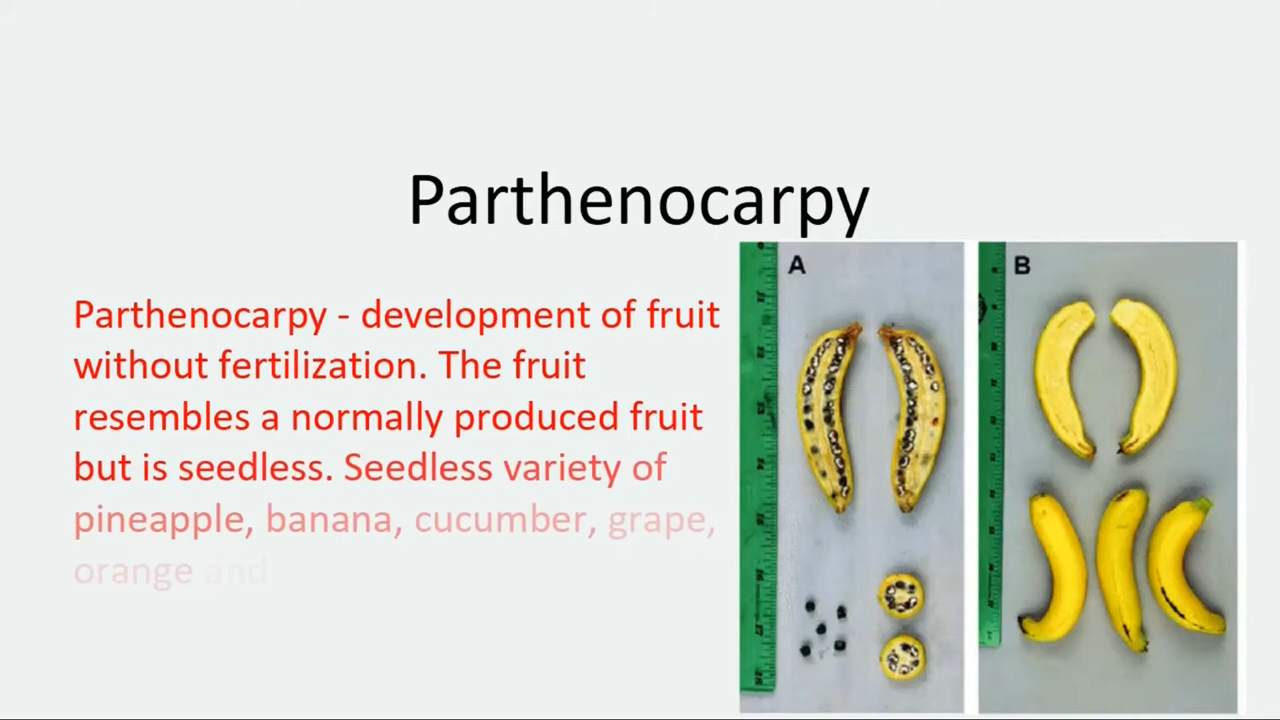 Parthenocarpy
Parthenocarpy - development of fruit
without fertilization. The fruit
resembles a normally produced fruit
but is seedless. Seedless variety of
pineapple, banana, cucumber, grape,
orange and
A
B